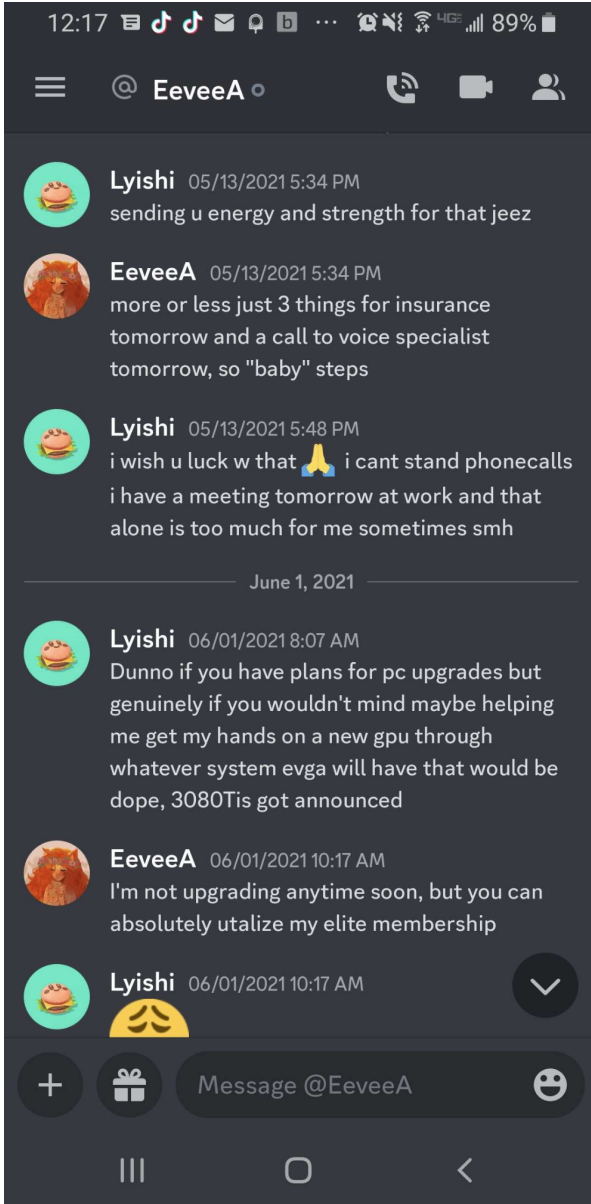 12:17
4GE
89%
@ EeveeA
Lyishi 05/13/2021 5:34 PM
sending u energy and strength for that jeez
EeveeA 05/13/2021 5:34 PM
more or less just 3 things for insurance
tomorrow and a call to voice specialist
tomorrow, so "baby" steps
Lyishi 05/13/2021 5:48 PM
i wish u luck w that 🙏 i cant stand phonecalls
i have a meeting tomorrow at work and that
alone is too much for me sometimes smh
June 1, 2021
Lyishi 06/01/2021 8:07 AM
Dunno if you have plans for pc upgrades but
genuinely if you wouldn't mind maybe helping
me get my hands on a new gpu through
whatever system evga will have that would be
dope, 3080Tis got announced
EeveeA 06/01/2021 10:17 AM
I'm not upgrading anytime soon, but you can
absolutely utalize my elite membership
Lyishi 06/01/2021 10:17 AM
Message @EeveeA